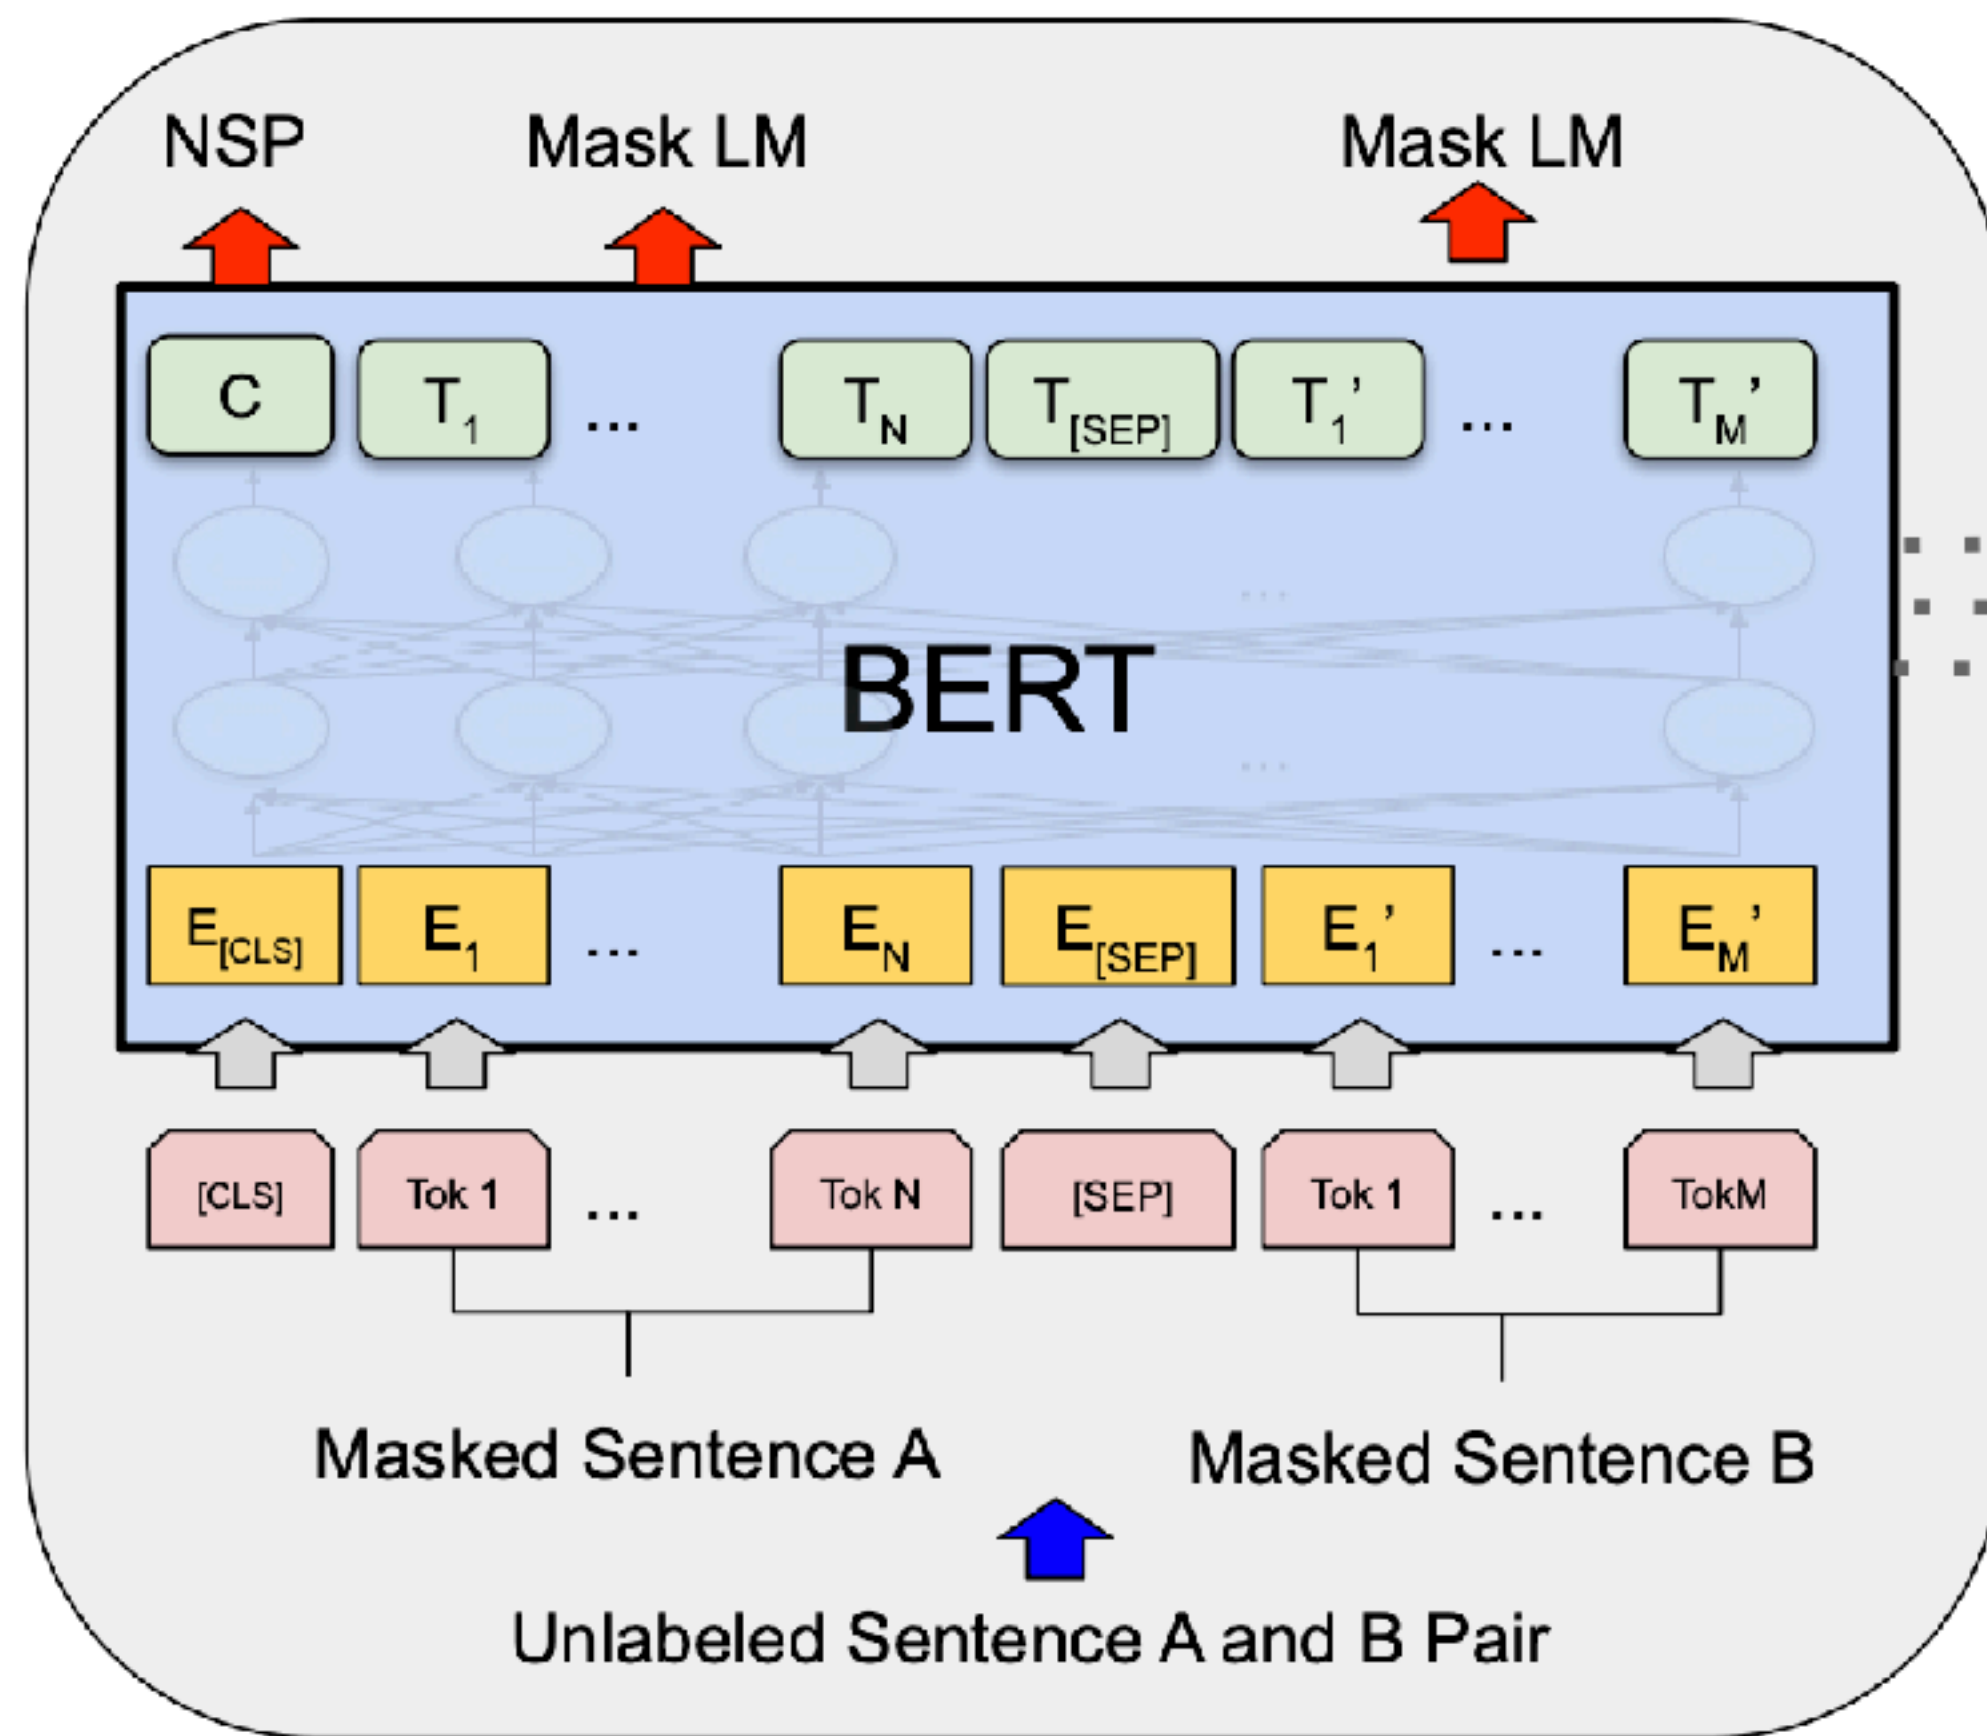 NSP Mask LM Mask LM
C T1 ... TN T[SEP] T1’ ... TM’
...
BERT
...
E[CLS] E1 ... EN E[SEP] E1’ ... EM’
[CLS] Tok 1 ... Tok N [SEP] Tok 1 ... TokM
Masked Sentence A Masked Sentence B
Unlabeled Sentence A and B Pair